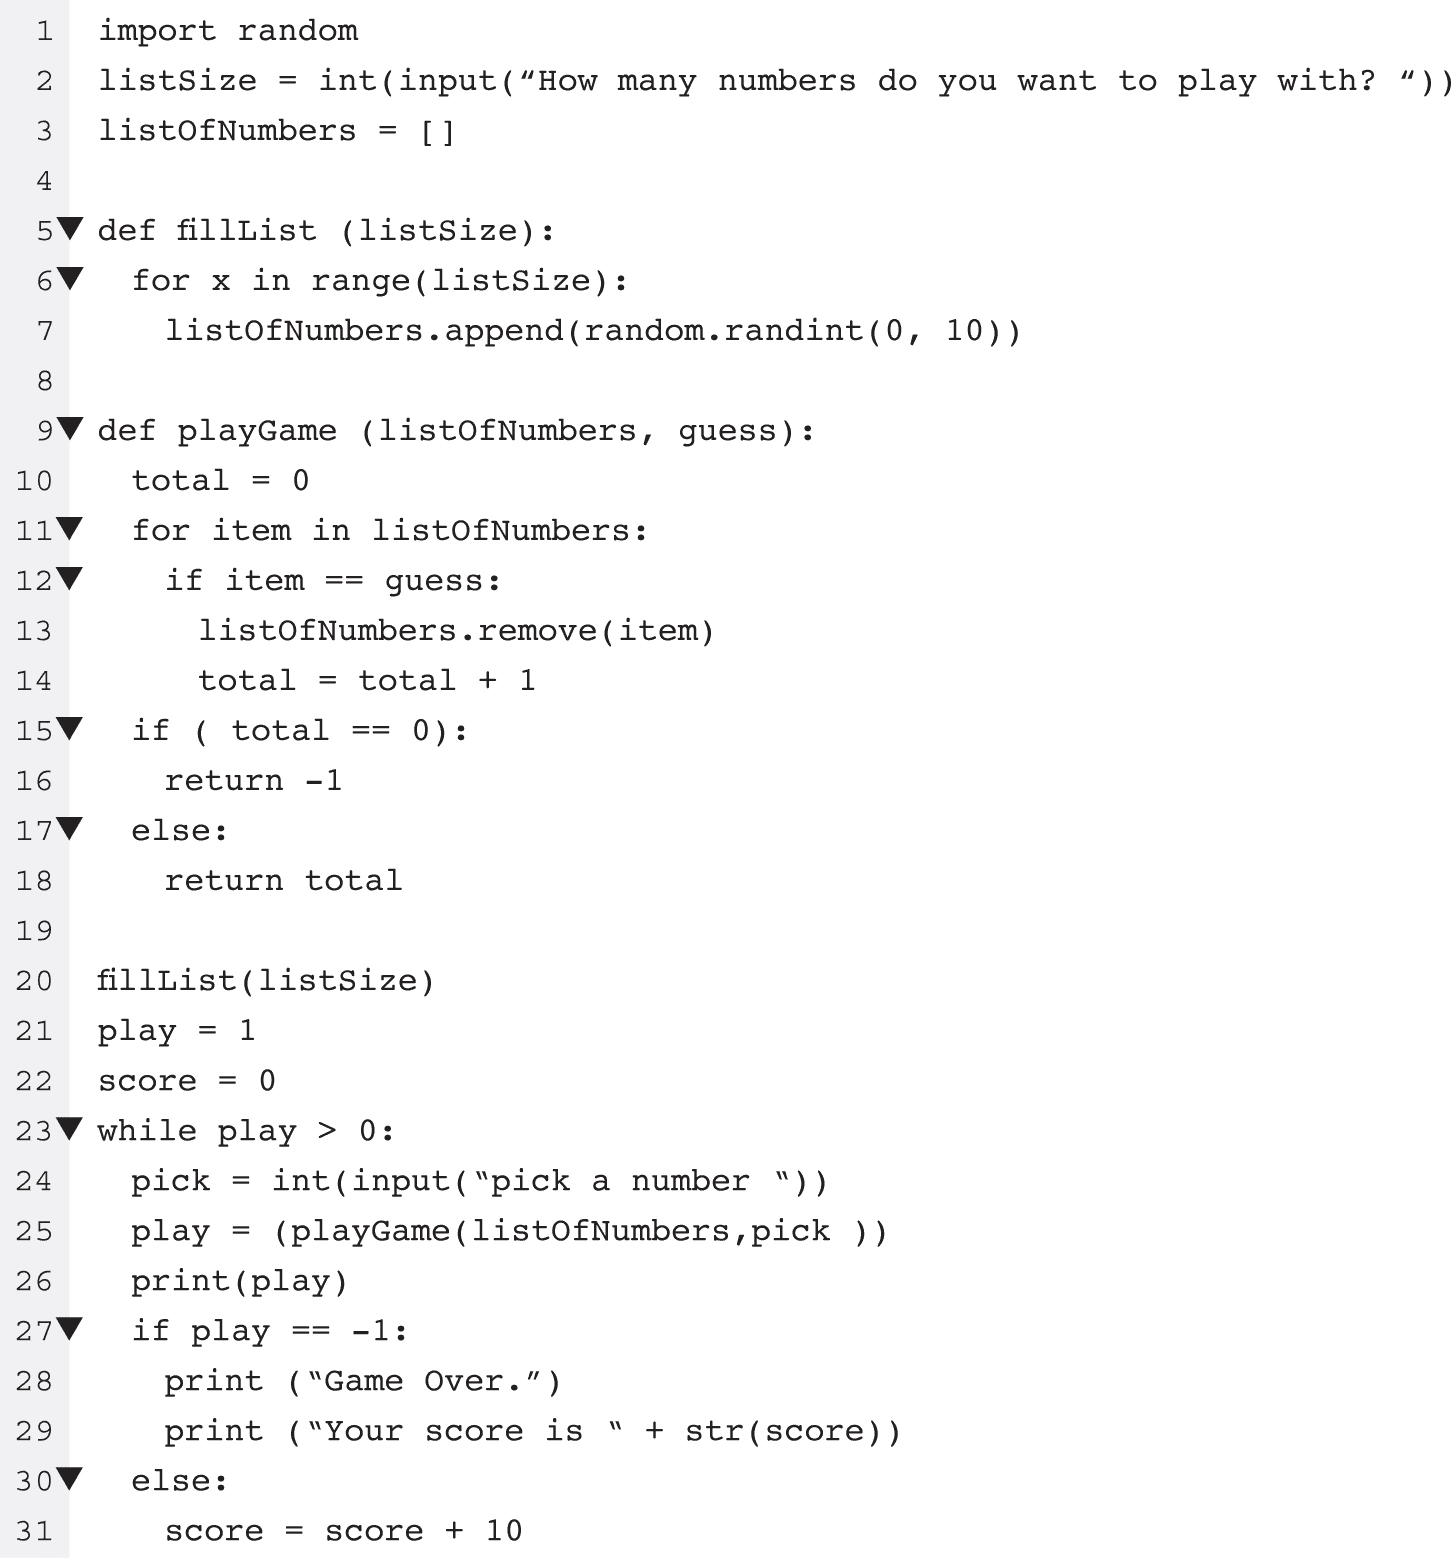 1 import random
2 listSize = int(input(“How many numbers do you want to play with? “))
3 listOfNumbers = []
4
5 def fillList (listSize):
6   for x in range(listSize):
7     listOfNumbers.append(random.randint(0, 10))
8
9 def playGame (listOfNumbers, guess):
10   total = 0
11   for item in listOfNumbers:
12     if item == guess:
13       listOfNumbers.remove(item)
14       total = total + 1
15   if ( total == 0):
16     return -1
17   else:
18     return total
19
20 fillList(listSize)
21 play = 1
22 score = 0
23 while play > 0:
24   pick = int(input(“pick a number “))
25   play = (playGame(listOfNumbers,pick ))
26   print(play)
27   if play == -1:
28     print (“Game Over.”)
29     print (“Your score is “ + str(score))
30   else:
31     score = score + 10